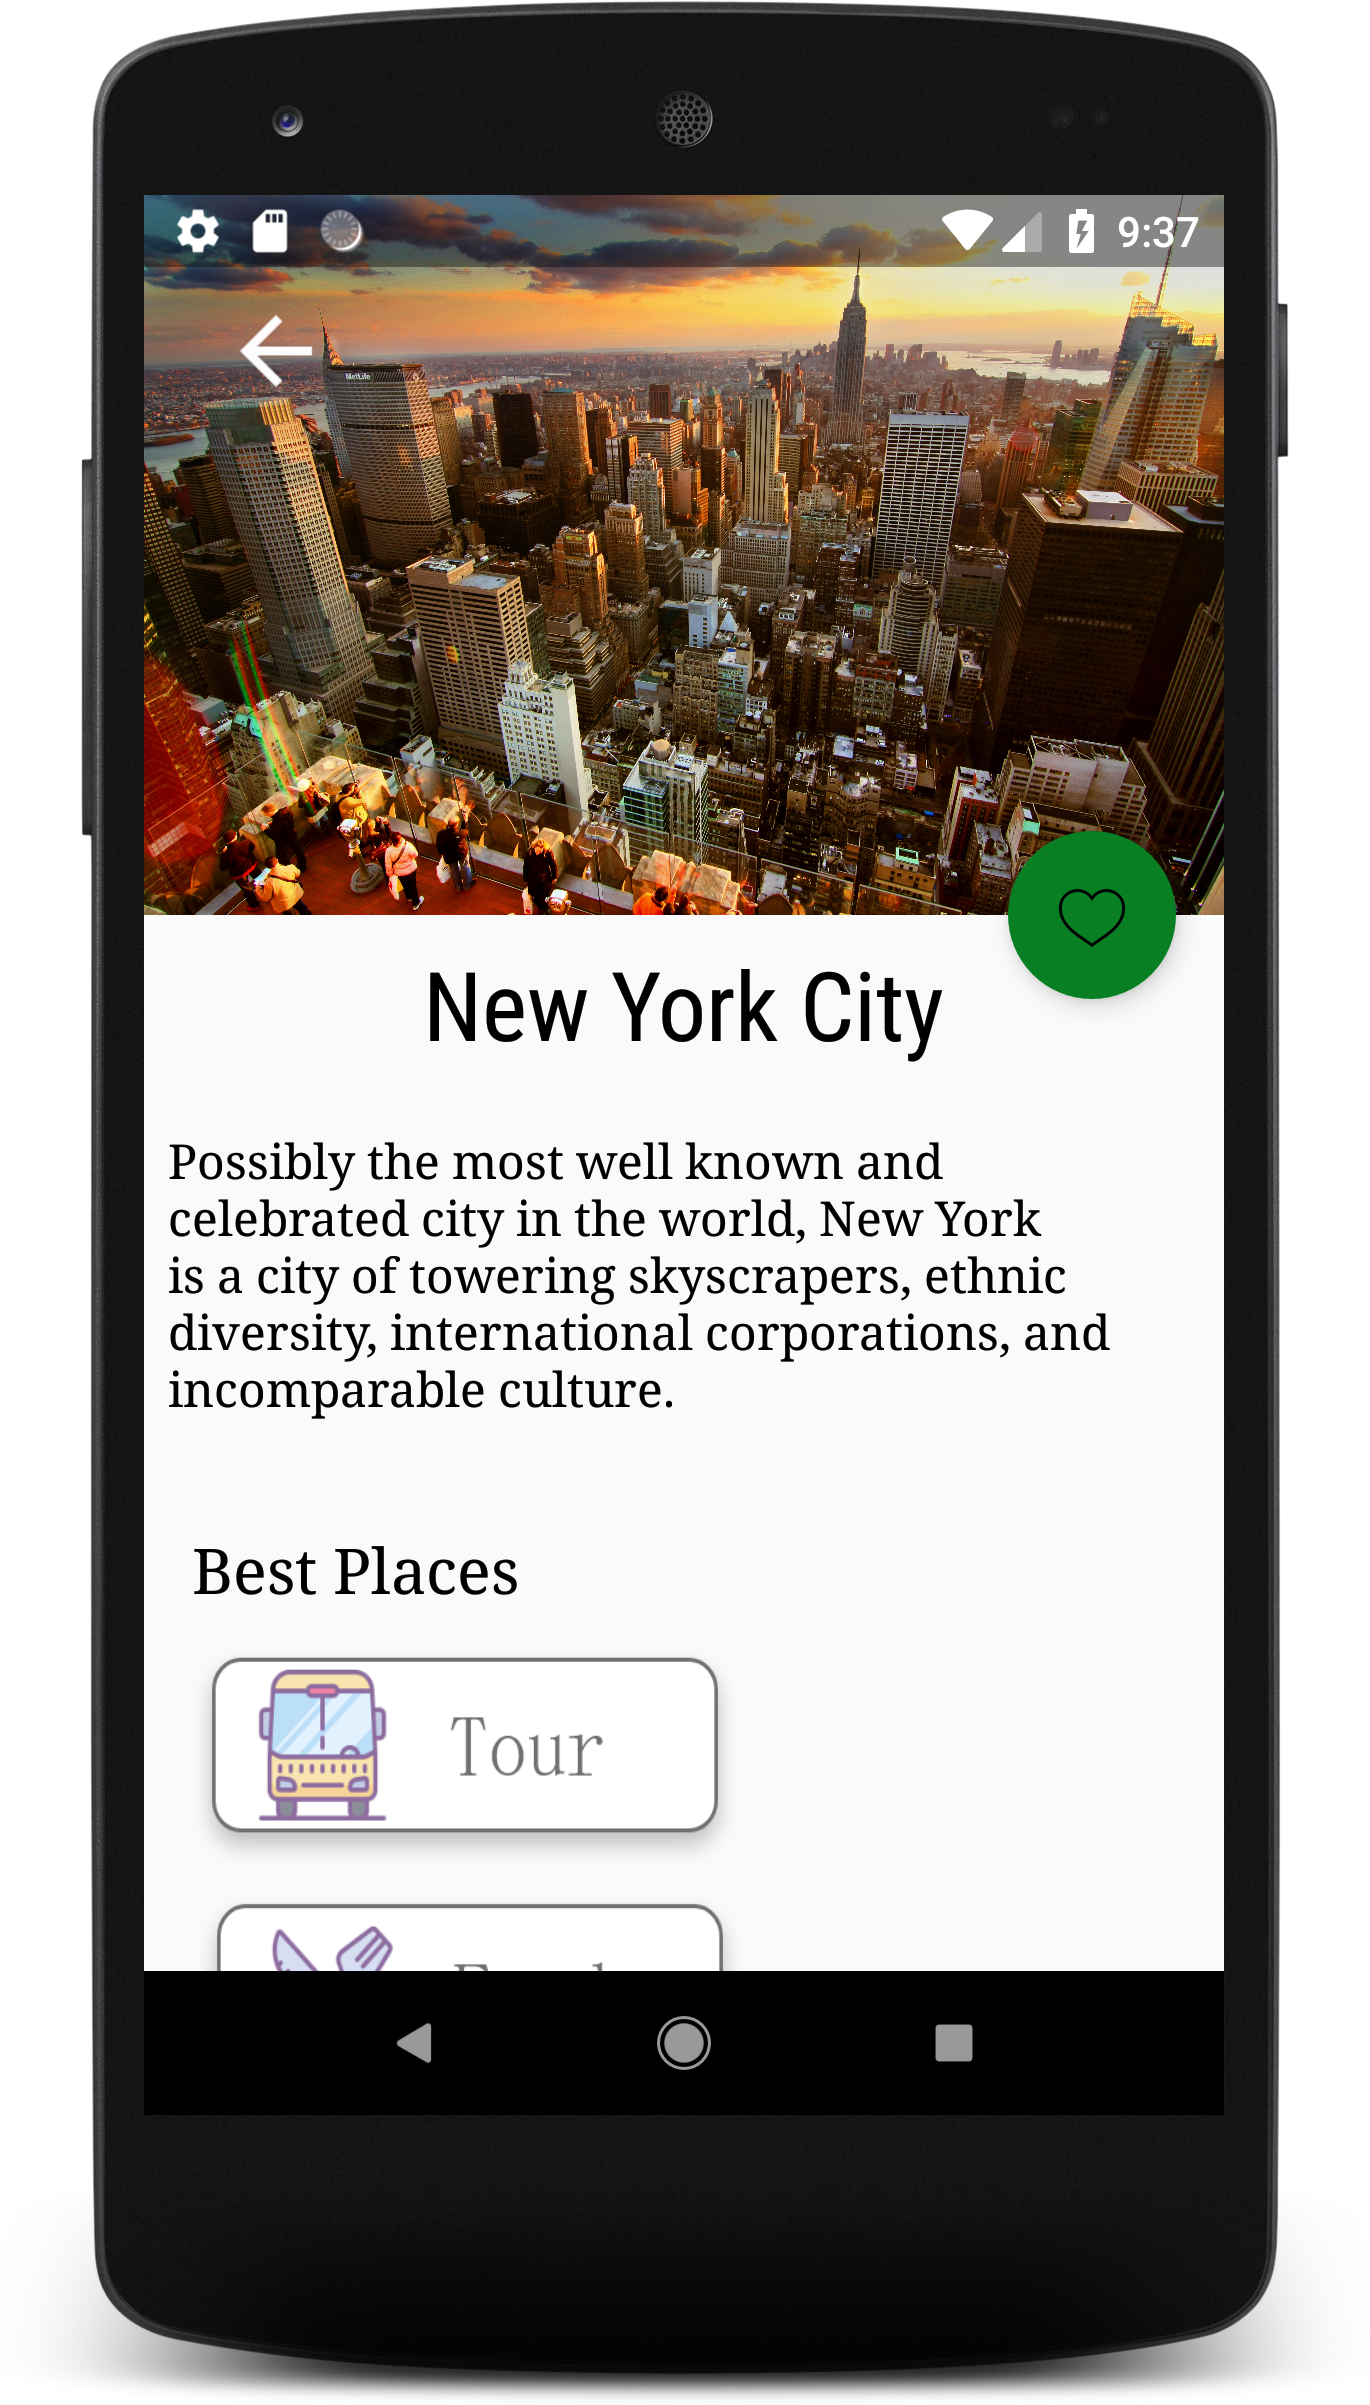 9:37
MetLife
New York City
Possibly the most well known and
celebrated city in the world, New York
is a city of towering skyscrapers, ethnic
diversity, international corporations, and
incomparable culture.
Best Places
Tour